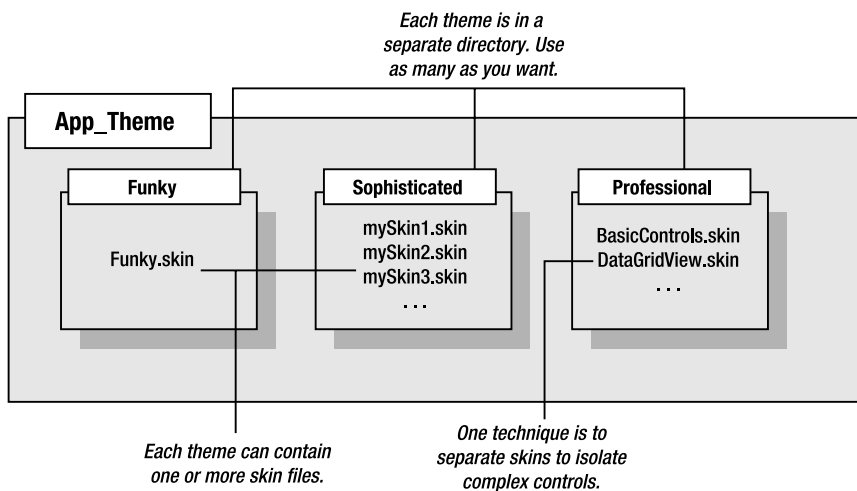 Each theme is in a
separate directory. Use
as many as you want.
App_Theme
Funky
Funky.skin
Sophisticated
mySkin1.skin
mySkin2.skin
mySkin3.skin
...
Professional
BasicControls.skin
DataGridView.skin
...
Each theme can contain
one or more skin files.
One technique is to
separate skins to isolate
complex controls.